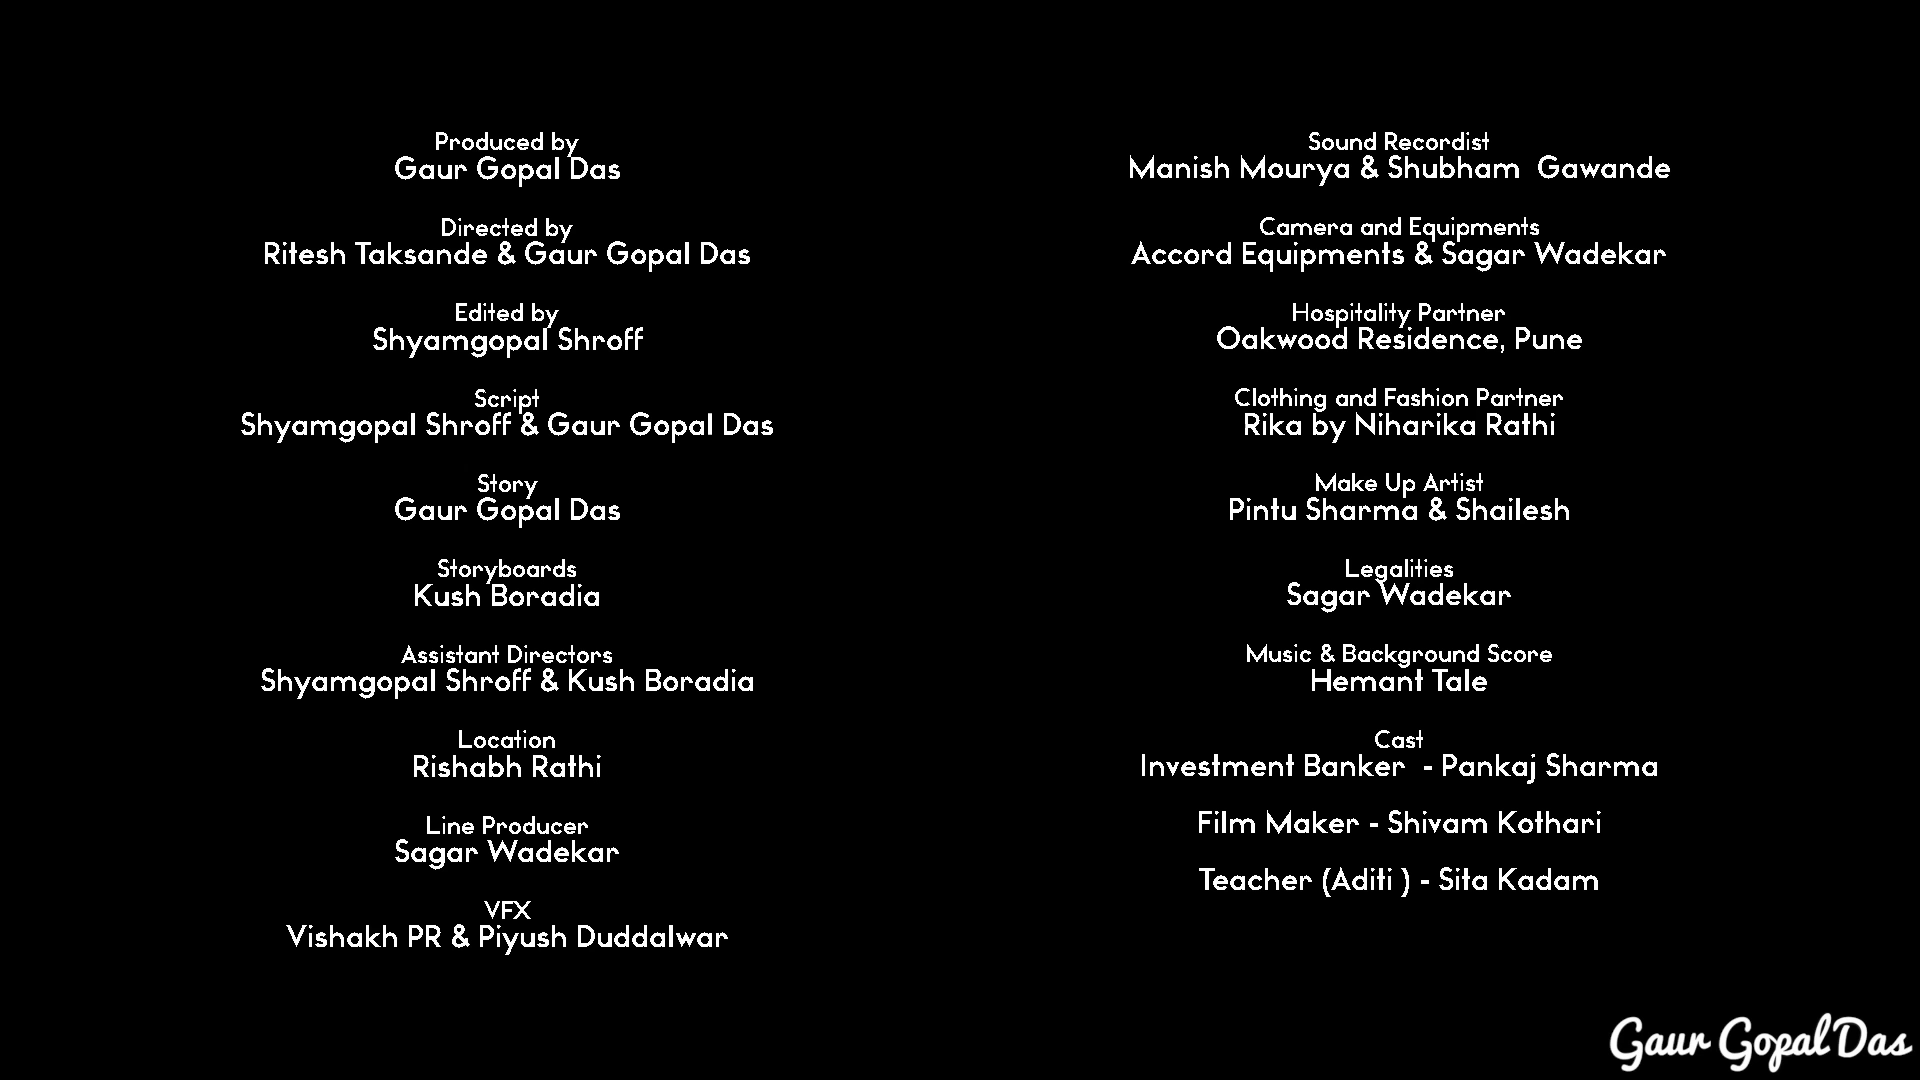 Produced by
Gaur Gopal Das
Directed by
Ritesh Taksande & Gaur Gopal Das
Edited by
Shyamgopal Shroff
Script
Shyamgopal Shroff & Gaur Gopal Das
Story
Gaur Gopal Das
Storyboards
Kush Boradia
Assistant Directors
Shyamgopal Shroff & Kush Boradia
Location
Rishabh Rathi
Line Producer
Sagar Wadekar
VFX
Vishakh PR & Piyush Duddalwar
Sound Recordist
Manish Mourya & Shubham  Gawande
Camera and Equipments
Accord Equipments & Sagar Wadekar
Hospitality Partner
Oakwood Residence, Pune
Clothing and Fashion Partner
Rika by Niharika Rathi
Make Up Artist
Pintu Sharma & Shailesh
Legalities
Sagar Wadekar
Music & Background Score
Hemant Tale
Cast
Investment Banker  - Pankaj Sharma
Film Maker - Shivam Kothari
Teacher (Aditi ) - Sita Kadam
Gaur Gopal Das